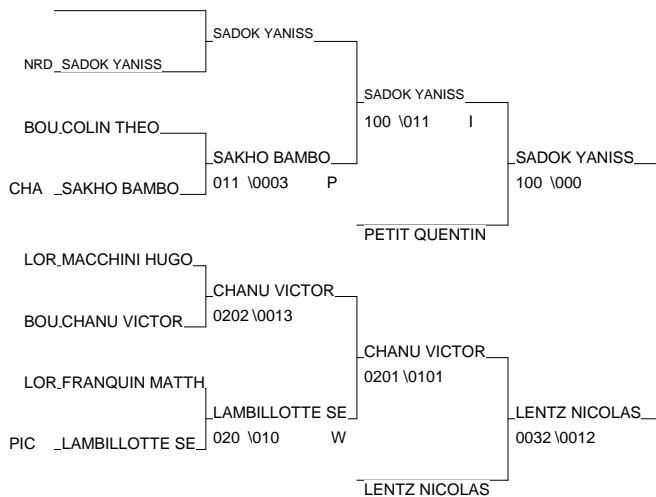 SADOK YANISS
NRD SADOK YANISS
SADOK YANISS
100 \011 I
BOU COLIN THEO
SAKHO BAMBO
SADOK YANISS
011 \0003 P
100 \000
CHA SAKHO BAMBO
PETIT QUENTIN
LOR MACCHINI HUGO
CHANU VICTOR
0202 \0013
BOU CHANU VICTOR
CHANU VICTOR
0201 \0101
LOR FRANQUIN MATTH
LAMBILLOTTE SE
LENTZ NICOLAS
020 \010 W
0032 \0012
PIC LAMBILLOTTE SE
LENTZ NICOLAS